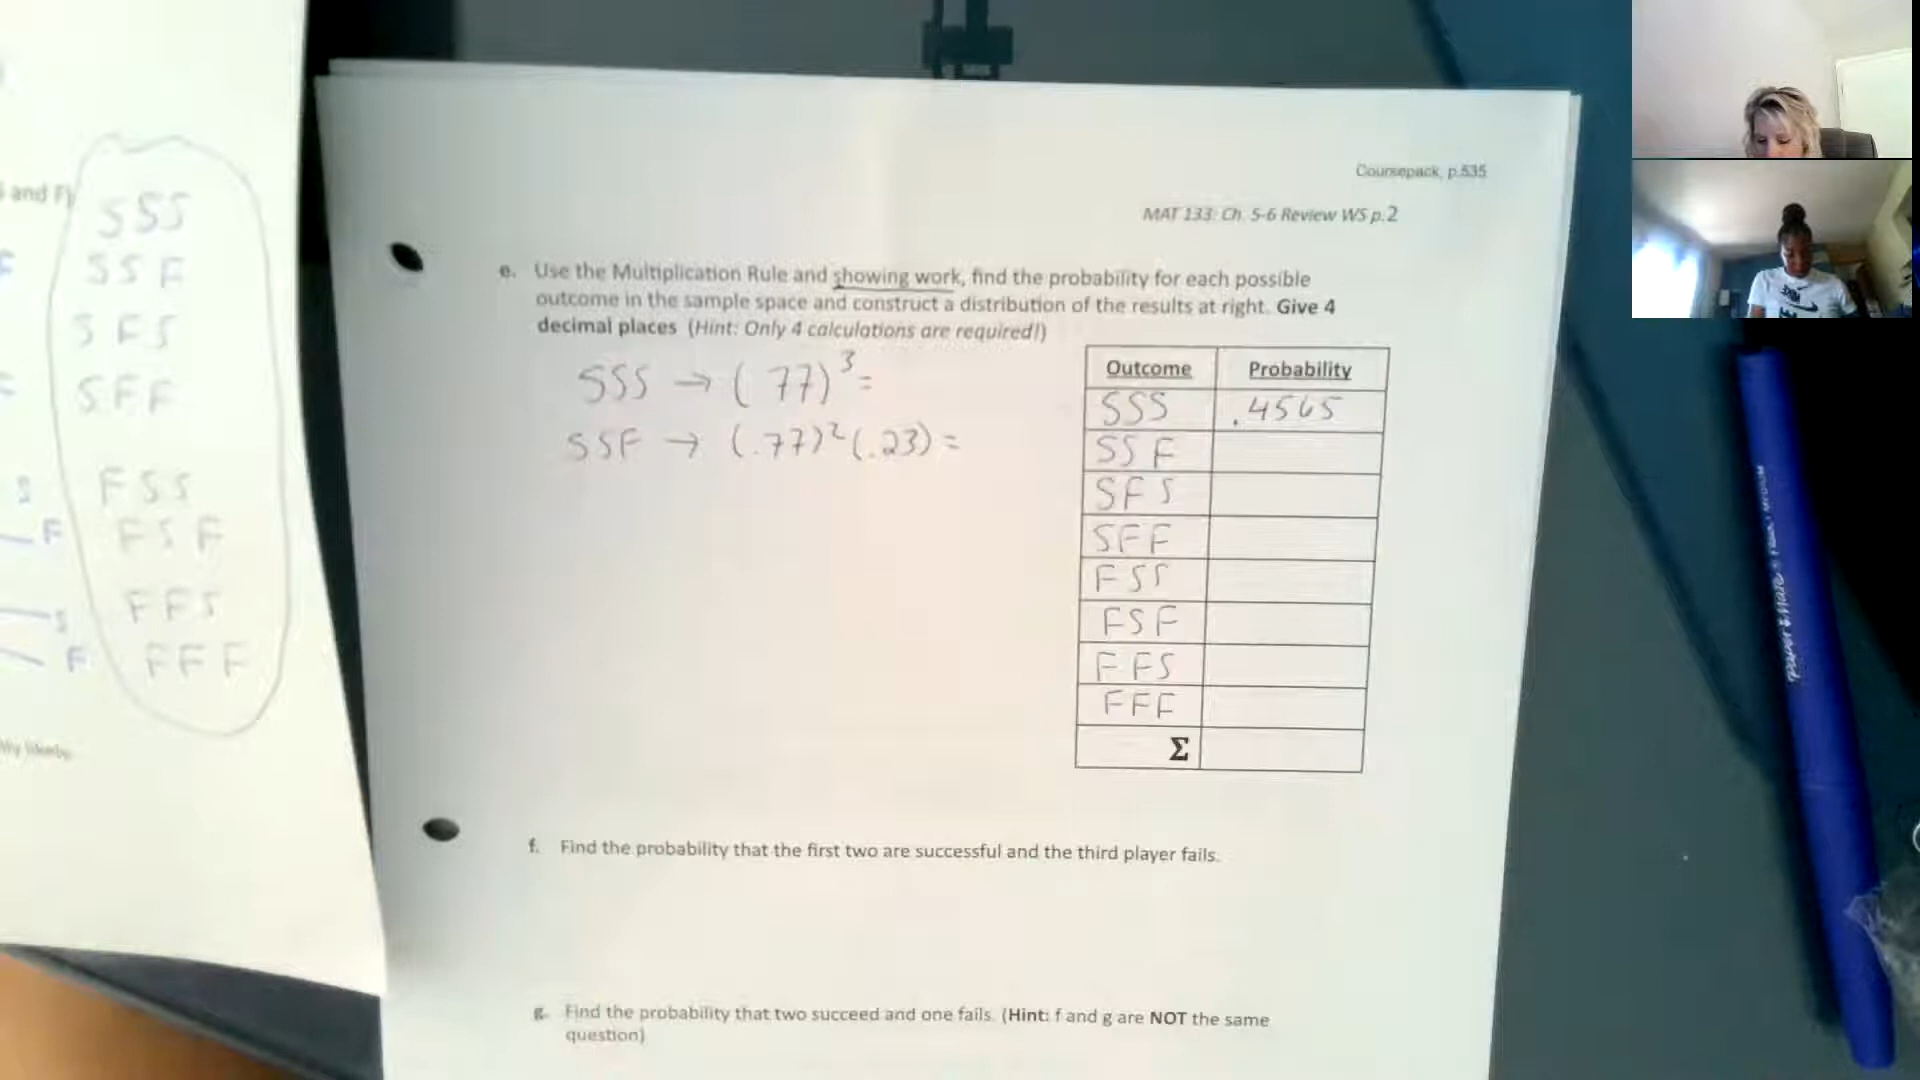 and F)
SSS
SSF
SFS
SFF
FSS
FSF
FFS
FFF
F
S
F
S
F
Coursepack, p.535
MAT 133: Ch. 5-6 Review WS p.2
e. Use the Multiplication Rule and showing work, find the probability for each possible
outcome in the sample space and construct a distribution of the results at right. Give 4
decimal places (Hint: Only 4 calculations are required!)
SSS → (77)³=
SSF → (.77)²(.23) =
Outcome Probability
SSS .4565
SSF
SFS
SFF
FSS
FSF
FFS
FFF
Σ
f. Find the probability that the first two are successful and the third player fails.
g. Find the probability that two succeed and one fails. (Hint: f and g are NOT the same
question)
Paper Mate